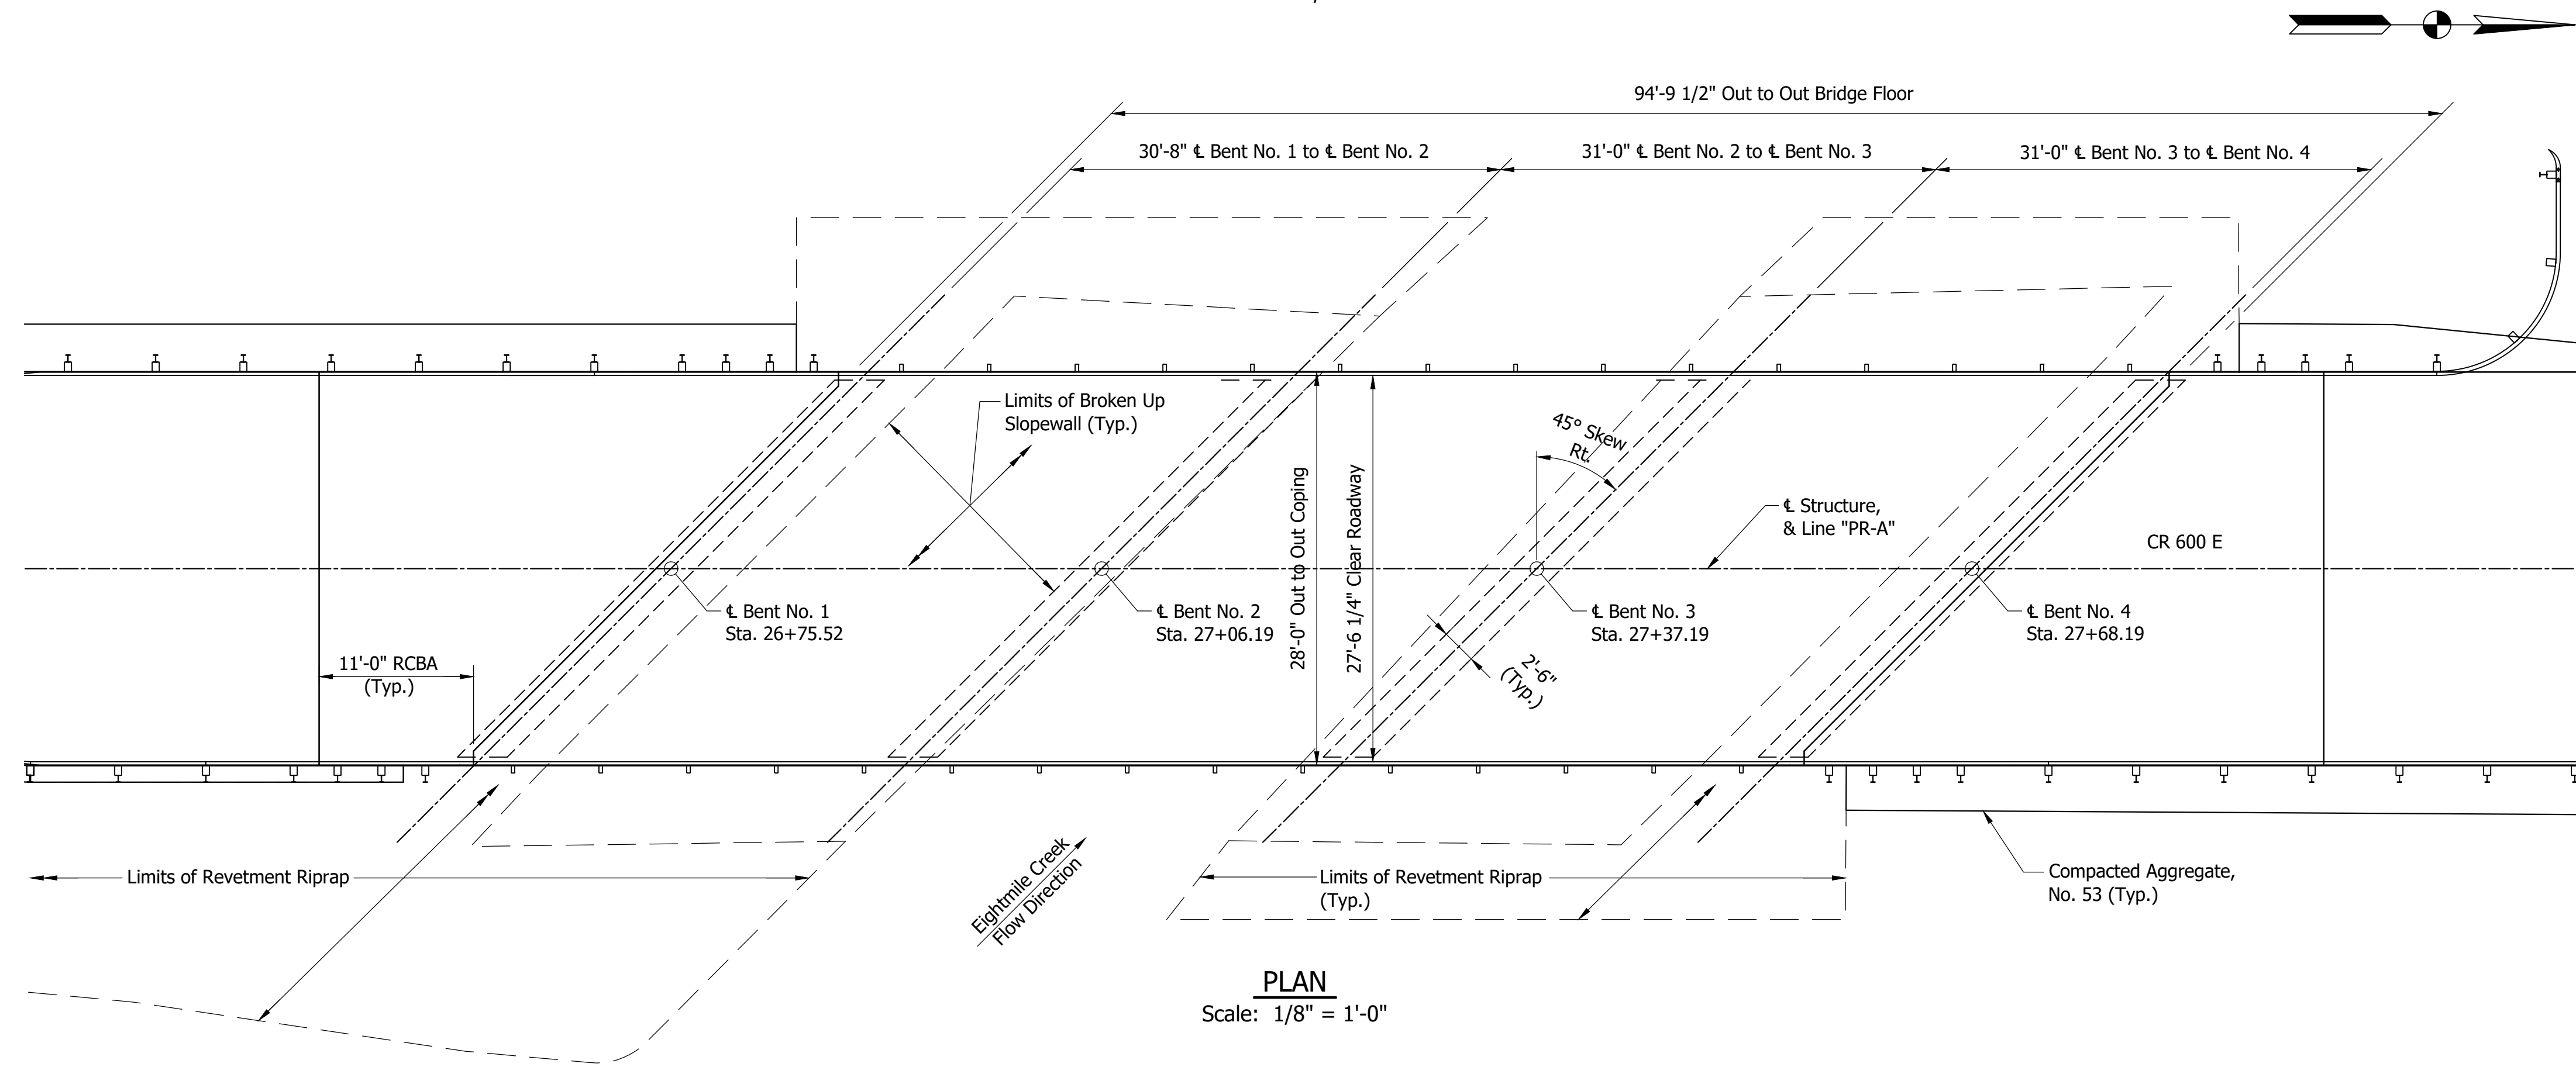 94'-9 1/2" Out to Out Bridge Floor
30'-8" ℄ Bent No. 1 to ℄ Bent No. 2
31'-0" ℄ Bent No. 2 to ℄ Bent No. 3
31'-0" ℄ Bent No. 3 to ℄ Bent No. 4
Limits of Broken Up
Slopewall (Typ.)
45° Skew
Rt.
28'-0" Out to Out Coping
27'-6 1/4" Clear Roadway
℄ Structure,
& Line "PR-A"
CR 600 E
℄ Bent No. 1
Sta. 26+75.52
℄ Bent No. 2
Sta. 27+06.19
℄ Bent No. 3
Sta. 27+37.19
℄ Bent No. 4
Sta. 27+68.19
11'-0" RCBA
(Typ.)
2'-6"
(Typ.)
Limits of Revetment Riprap
Eightmile Creek
Flow Direction
Limits of Revetment Riprap
(Typ.)
Compacted Aggregate,
No. 53 (Typ.)
PLAN
Scale: 1/8" = 1'-0"